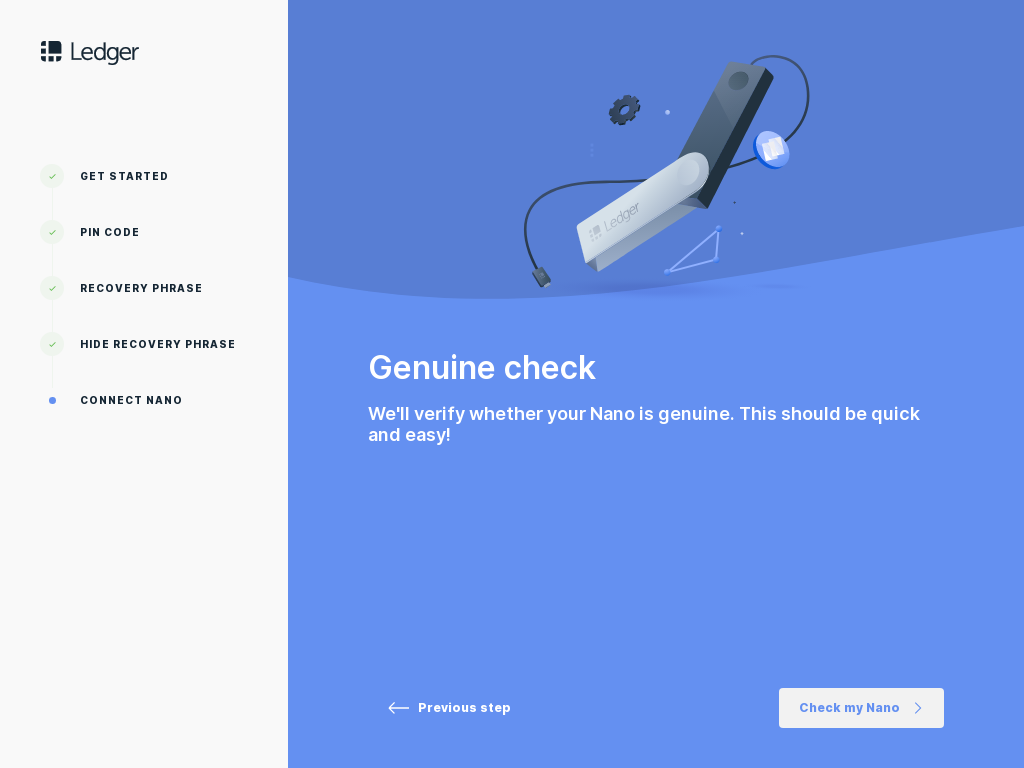 Ledger
GET STARTED
PIN CODE
RECOVERY PHRASE
HIDE RECOVERY PHRASE
CONNECT NANO
Ledger
Genuine check
We'll verify whether your Nano is genuine. This should be quick
and easy!
Previous step
Check my Nano